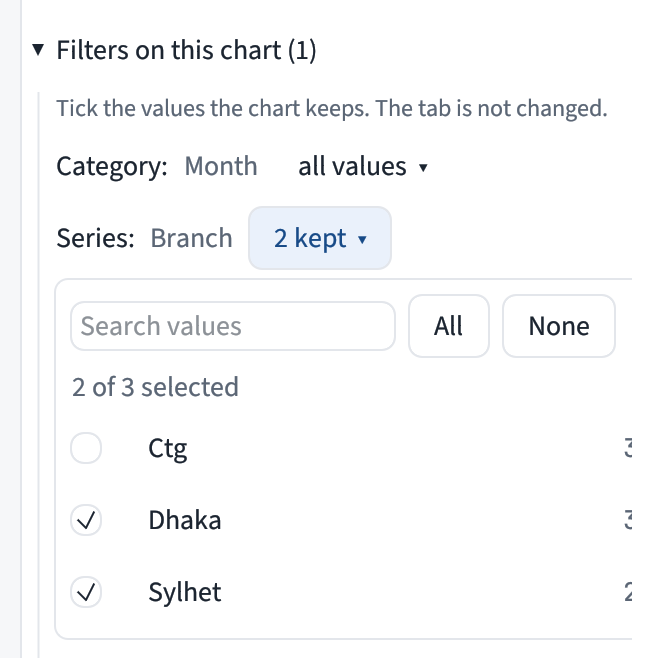 ▼ Filters on this chart (1)
Tick the values the chart keeps. The tab is not changed.
Category: Month all values ▾
Series: Branch 2 kept ▾
Search values All None
2 of 3 selected
Ctg
Dhaka
Sylhet